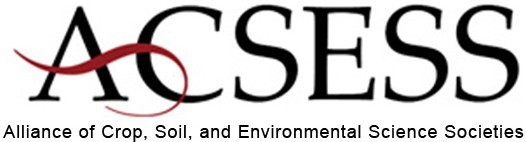 ACSESS
Alliance of Crop, Soil, and Environmental Science Societies